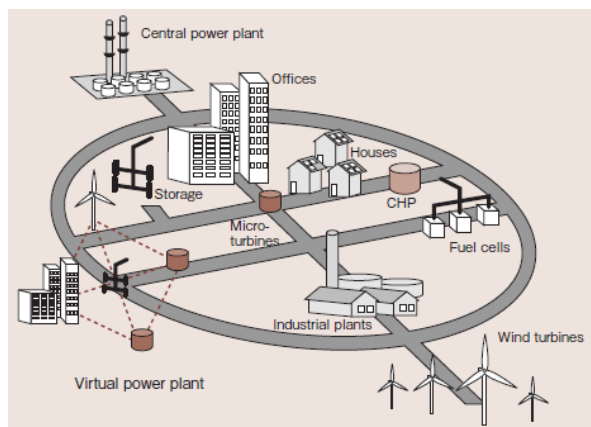 Central power plant
Offices
Houses
Storage
CHP
Micro-
turbines
Fuel cells
Industrial plants
Wind turbines
Virtual power plant